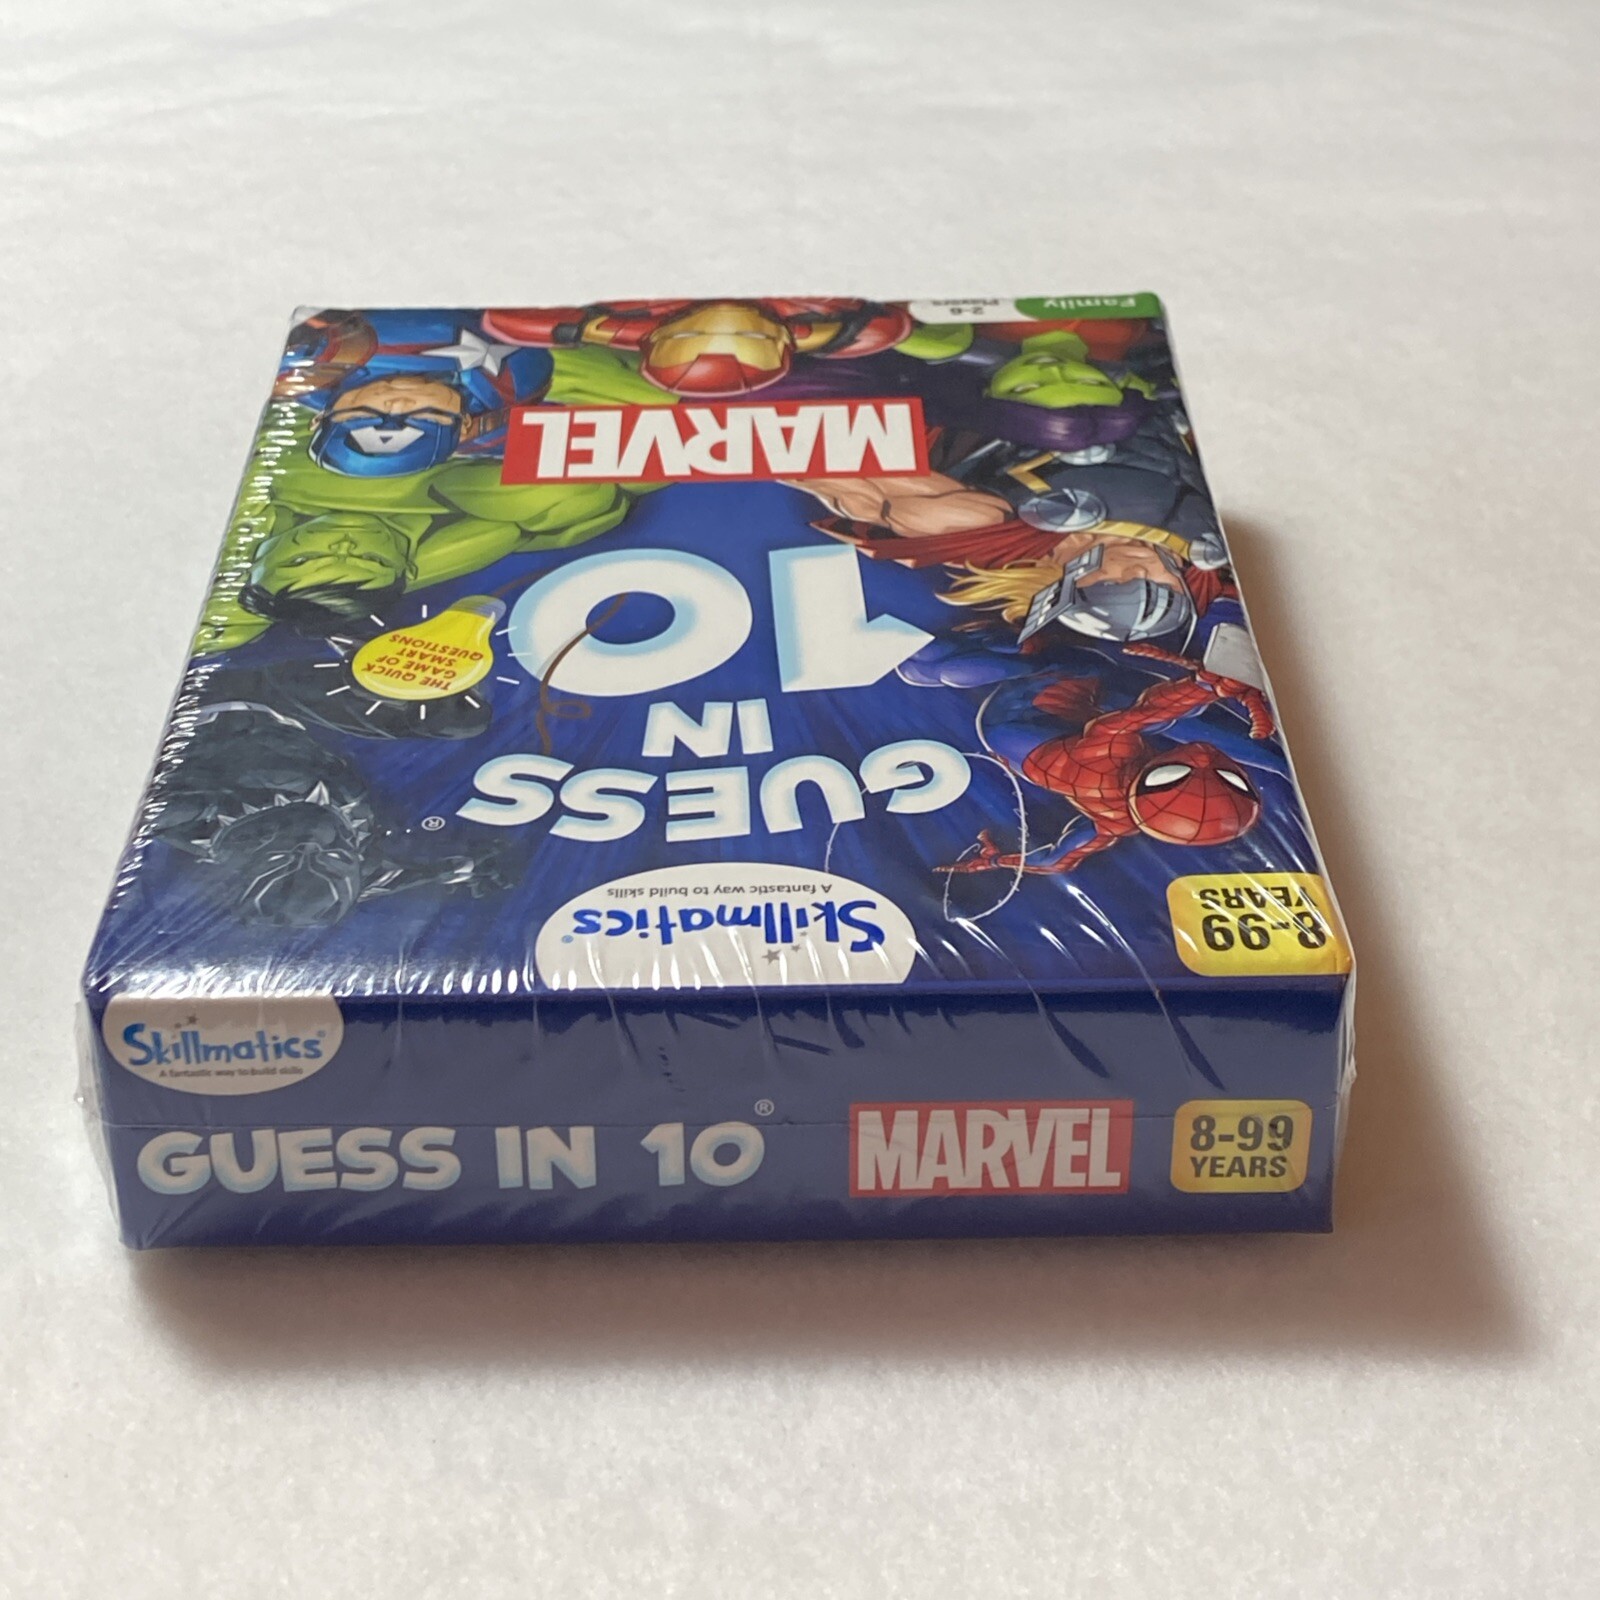 Family
2-6
Players
MARVEL
10
IN
GUESS®
THE QUICK
GAME OF
SMART
QUESTIONS
Skillmatics®
A fantastic way to build skills
8-99
YEARS
Skillmatics®
A fantastic way to build skills
GUESS IN 10®
MARVEL
8-99
YEARS